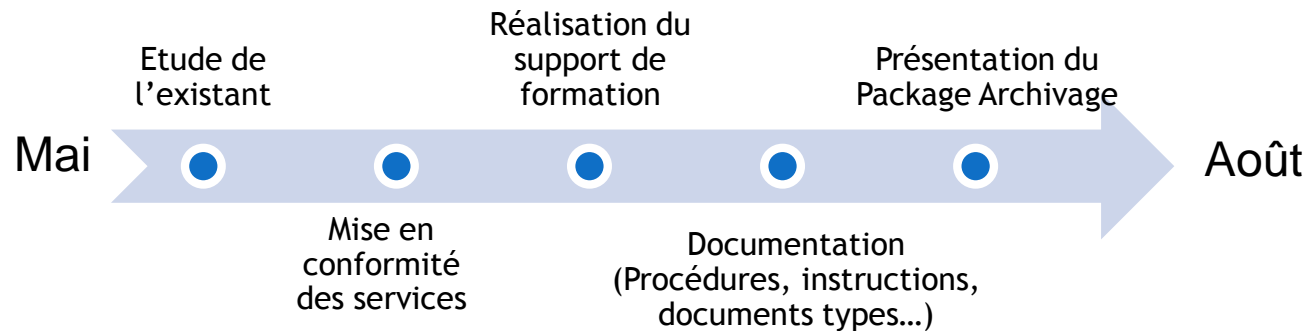 Mai
Etude de
l’existant
Mise en
conformité
des services
Réalisation du
support de
formation
Documentation
(Procédures, instructions,
documents types…)
Présentation du
Package Archivage
Août